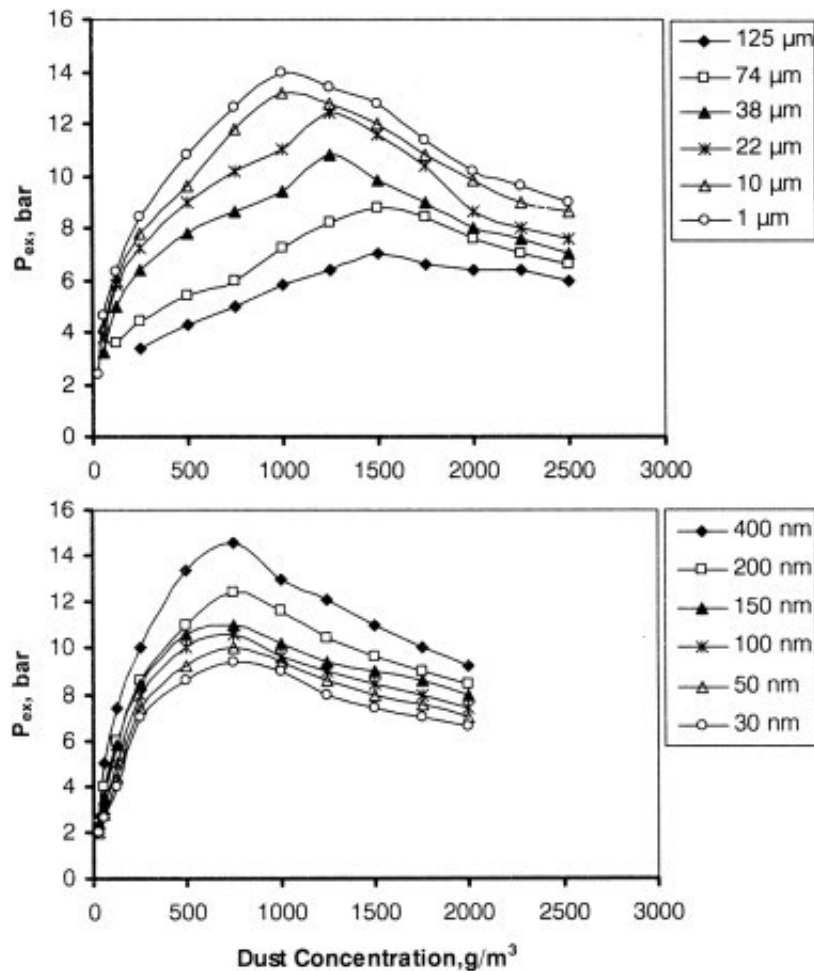 16
14
12
10
8
6
4
2
0
P_ex, bar
0 500 1000 1500 2000 2500 3000
125 µm
74 µm
38 µm
22 µm
10 µm
1 µm
16
14
12
10
8
6
4
2
0
P_ex, bar
0 500 1000 1500 2000 2500 3000
Dust Concentration,g/m³
400 nm
200 nm
150 nm
100 nm
50 nm
30 nm